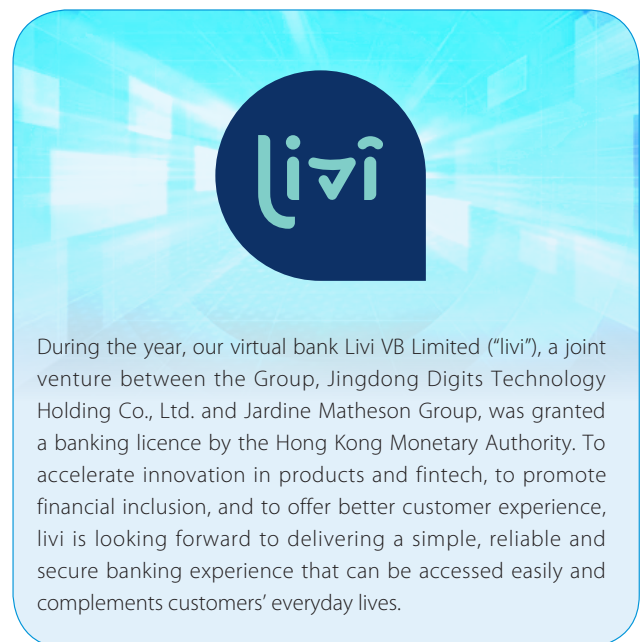 livi
During the year, our virtual bank Livi VB Limited (“livi”), a joint
venture between the Group, Jingdong Digits Technology
Holding Co., Ltd. and Jardine Matheson Group, was granted
a banking licence by the Hong Kong Monetary Authority. To
accelerate innovation in products and fintech, to promote
financial inclusion, and to offer better customer experience,
livi is looking forward to delivering a simple, reliable and
secure banking experience that can be accessed easily and
complements customers’ everyday lives.